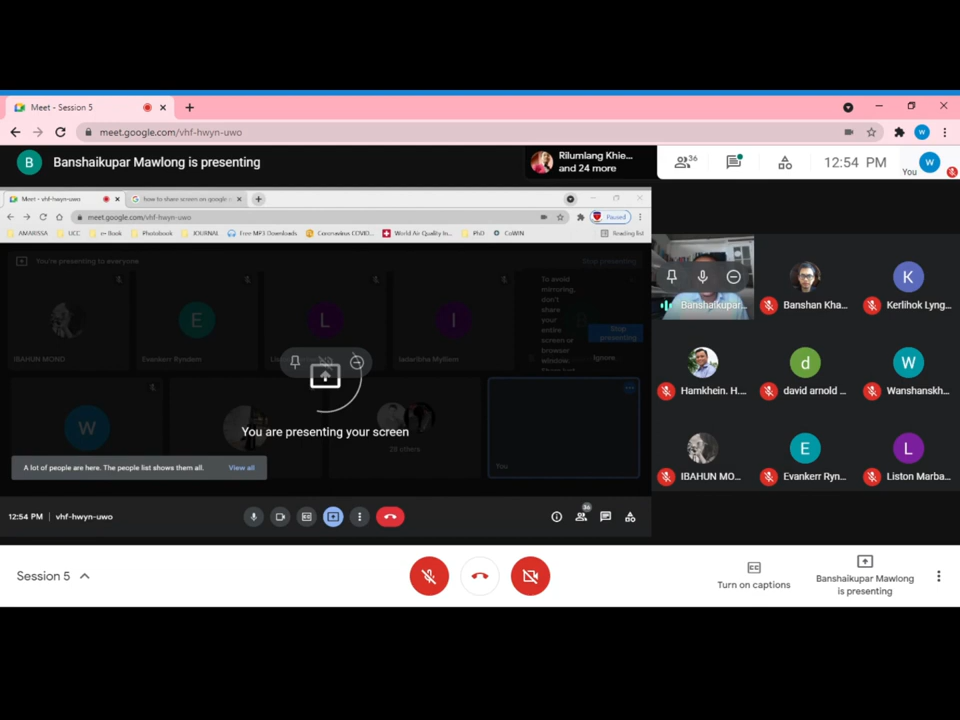 Meet - Session 5
meet.google.com/vhf-hwyn-uwo
B
Banshaikupar Mawlong is presenting
Rilumlang Khie...
and 24 more
36
12:54 PM
You
W
Meet - vhf-hwyn-uwo
how to share screen on google
meet.google.com/vhf-hwyn-uwo
Paused
AMARISSA
UCC
e-Book
Photobook
JOURNAL
Free MP3 Downloads
Coronavirus COVID...
World Air Quality In...
PhD
CoWIN
Reading list
You're presenting to everyone
Stop presenting
To avoid
mirroring,
don't
share
your
entire
screen or
browser
window.
Stop
presenting
Ignore
E
L
I
IBAHUN MONO
Evankerr Ryndem
W
You are presenting your screen
A lot of people are here. The people list shows them all.
View all
You
12:54 PM | vhf-hwyn-uwo
36
Banshaikupar...
Banshan Kha...
K
Kerlihok Lyng...
Hamkhein. H....
d
david arnold ...
W
Wanshanskh...
IBAHUN MO...
E
Evankerr Ryn...
L
Liston Marba...
Session 5
Turn on captions
Banshaikupar Mawlong
is presenting